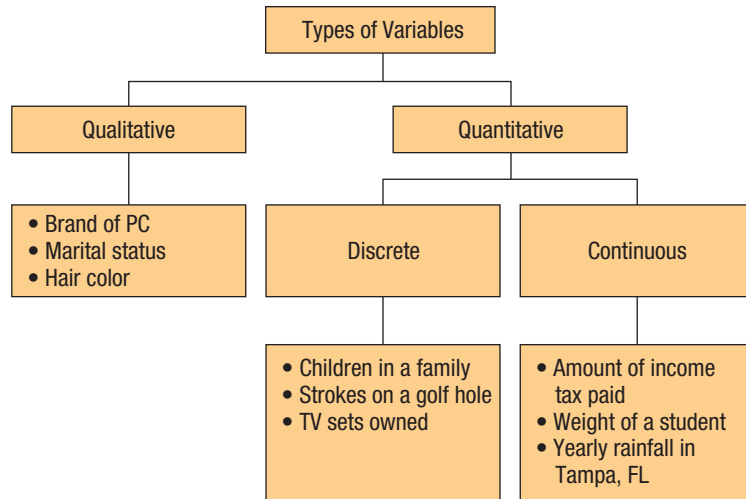 Types of Variables
Qualitative
Quantitative
• Brand of PC
• Marital status
• Hair color
Discrete
Continuous
• Children in a family
• Strokes on a golf hole
• TV sets owned
• Amount of income
tax paid
• Weight of a student
• Yearly rainfall in
Tampa, FL